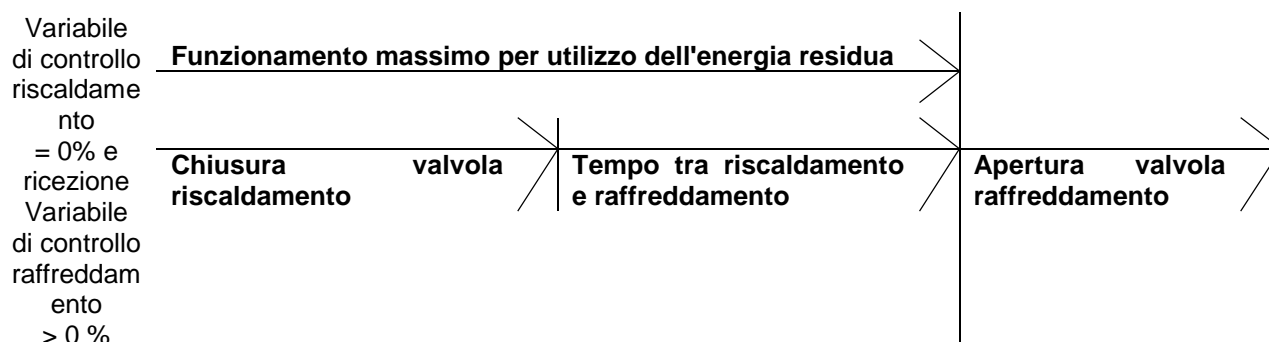 Variabile
di controllo
riscaldame
nto
= 0% e
ricezione
Variabile
di controllo
raffreddam
ento
> 0 %
Funzionamento massimo per utilizzo dell'energia residua
Chiusura valvola
riscaldamento
Tempo tra riscaldamento
e raffreddamento
Apertura valvola
raffreddamento